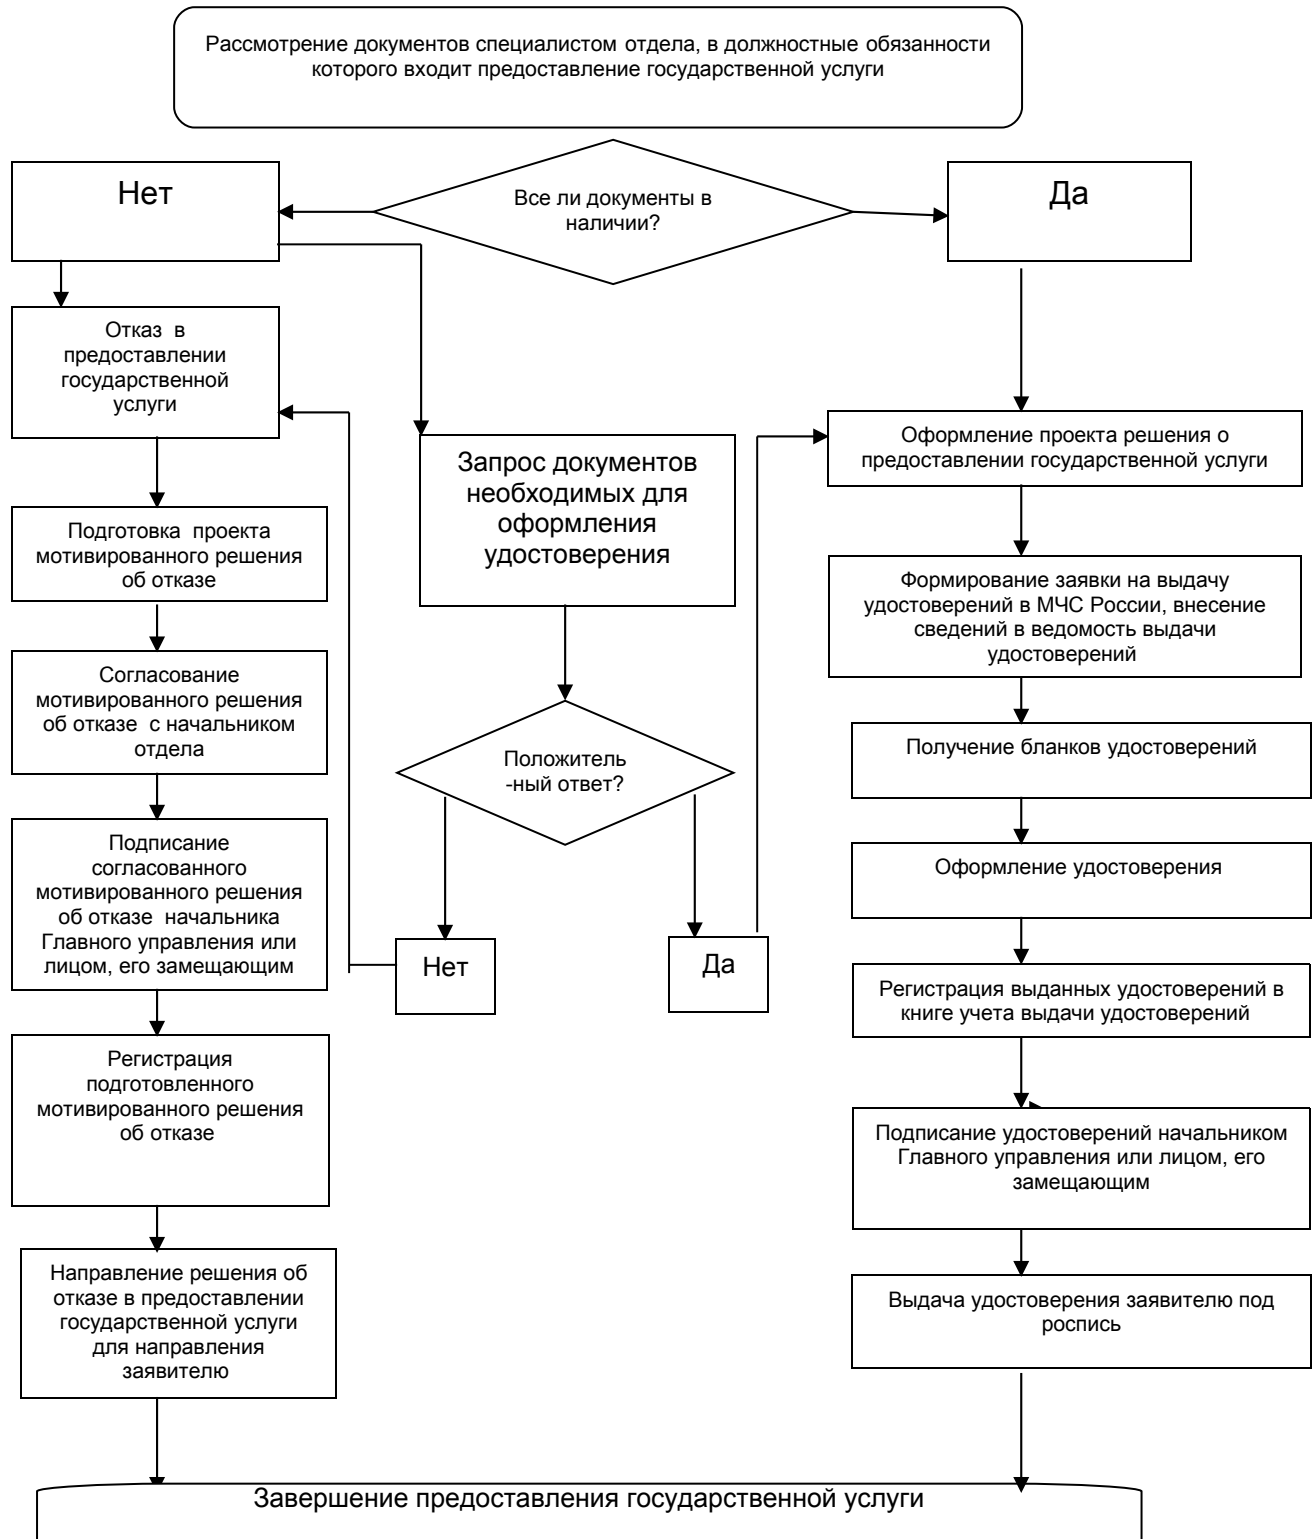 Рассмотрение документов специалистом отдела, в должностные обязанности
которого входит предоставление государственной услуги
Нет
Все ли документы в
наличии?
Да
Отказ в
предоставлении
государственной
услуги
Запрос документов
необходимых для
оформления
удостоверения
Оформление проекта решения о
предоставлении государственной услуги
Подготовка проекта
мотивированного решения
об отказе
Формирование заявки на выдачу
удостоверений в МЧС России, внесение
сведений в ведомость выдачи
удостоверений
Согласование
мотивированного решения
об отказе с начальником
отдела
Получение бланков удостоверений
Положитель
-ный ответ?
Подписание
согласованного
мотивированного решения
об отказе начальника
Главного управления или
лицом, его замещающим
Оформление удостоверения
Нет
Да
Регистрация выданных удостоверений в
книге учета выдачи удостоверений
Регистрация
подготовленного
мотивированного решения
об отказе
Подписание удостоверений начальником
Главного управления или лицом, его
замещающим
Направление решения об
отказе в предоставлении
государственной услуги
для направления
заявителю
Выдача удостоверения заявителю под
роспись
Завершение предоставления государственной услуги